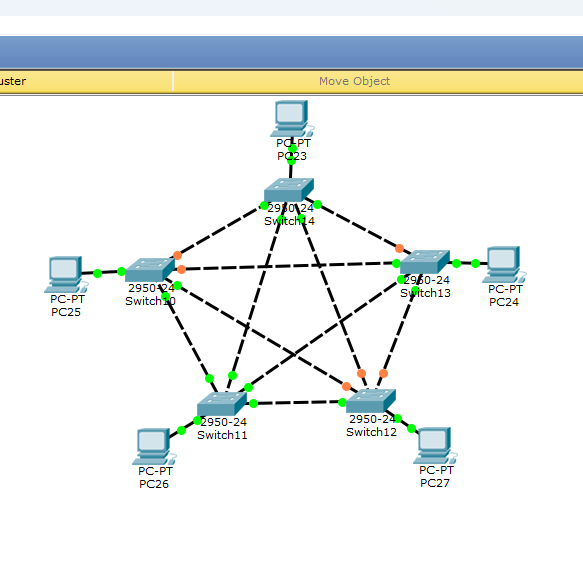 uster
Move Object
PC-PT
PC23
2950-24
Switch14
2950-24
Switch10
2950-24
Switch13
PC-PT
PC25
PC-PT
PC24
2950-24
Switch11
2950-24
Switch12
PC-PT
PC26
PC-PT
PC27